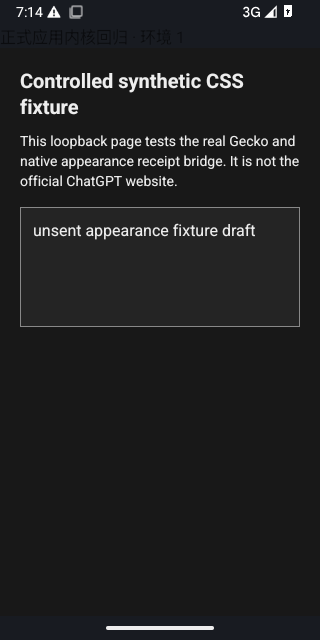 7:14
3G
正式应用内核回归 · 环境 1
Controlled synthetic CSS
fixture
This loopback page tests the real Gecko and
native appearance receipt bridge. It is not the
official ChatGPT website.
unsent appearance fixture draft